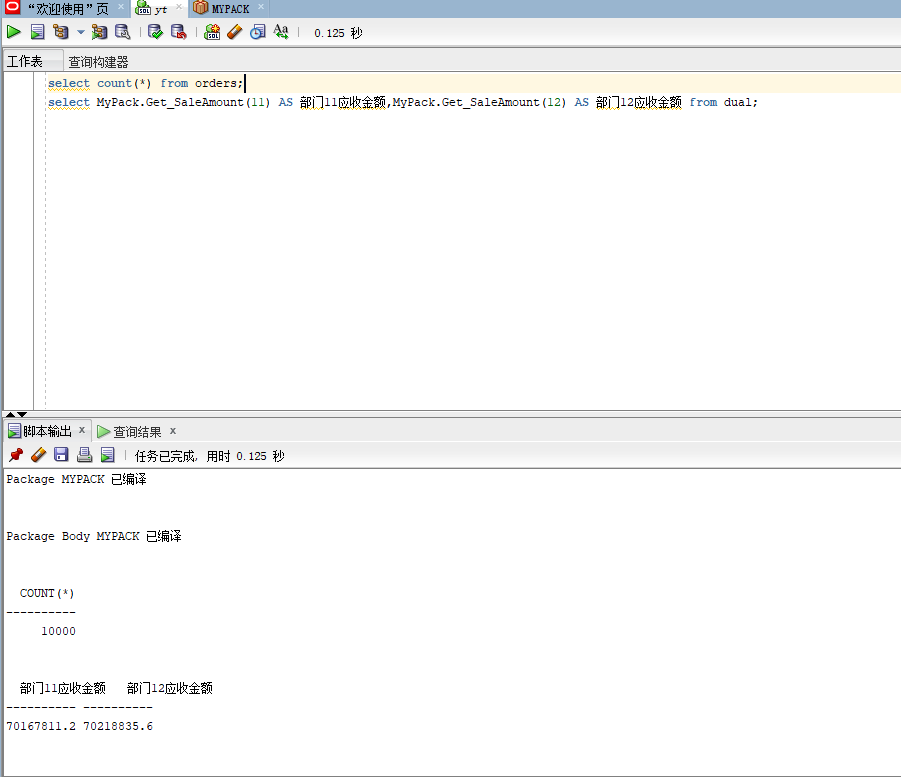 “欢迎使用”页 × yt × MYPACK ×
0.125 秒
工作表 查询构建器
select count(*) from orders;
select MyPack.Get_SaleAmount(11) AS 部门11应收金额,MyPack.Get_SaleAmount(12) AS 部门12应收金额 from dual;
脚本输出 x 查询结果 x
任务已完成, 用时 0.125 秒
Package MYPACK 已编译
Package Body MYPACK 已编译
COUNT(*)
----------
10000
部门11应收金额 部门12应收金额
---------- ----------
70167811.2 70218835.6